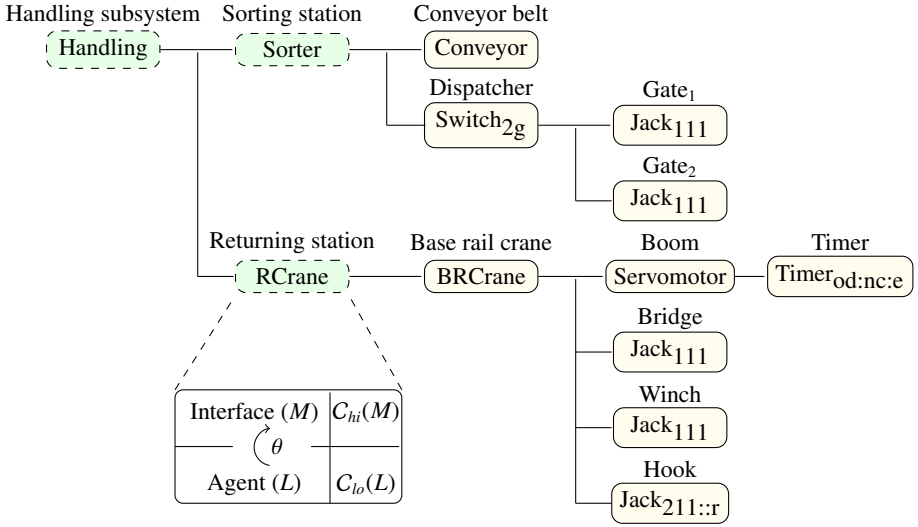 Handling subsystem Sorting station Conveyor belt
Handling Sorter Conveyor
Dispatcher Gate₁
Switch2g Jack111
Gate₂
Jack111
Returning station Base rail crane Boom Timer
RCrane BRCrane Servomotor Timerod:nc:e
Bridge
Jack111
Winch
Jack111
Hook
Jack211::r
Interface (M) Chi(M)
θ
Agent (L) Clo(L)